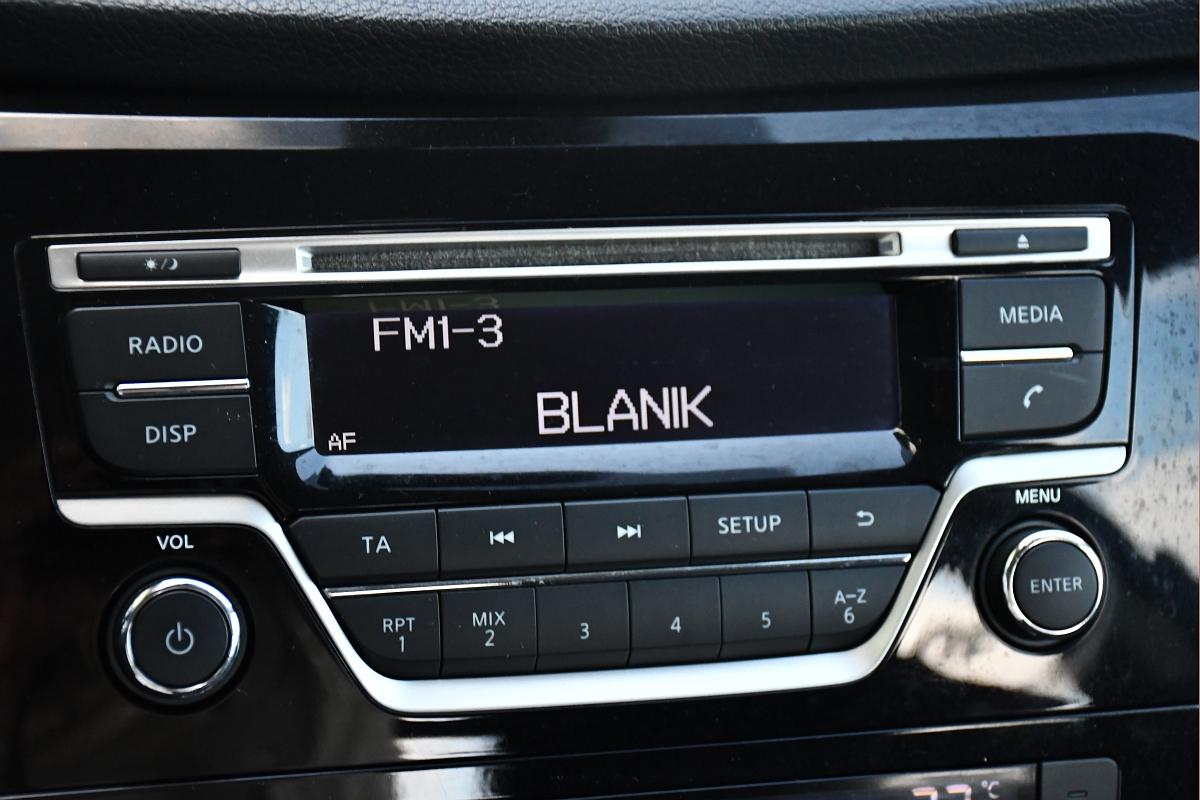 RADIO
DISP
FM1-3
BLANIK
AF
MEDIA
VOL
TA
SETUP
MENU
ENTER
RPT
1
MIX
2
3
4
5
A-Z
6
°C